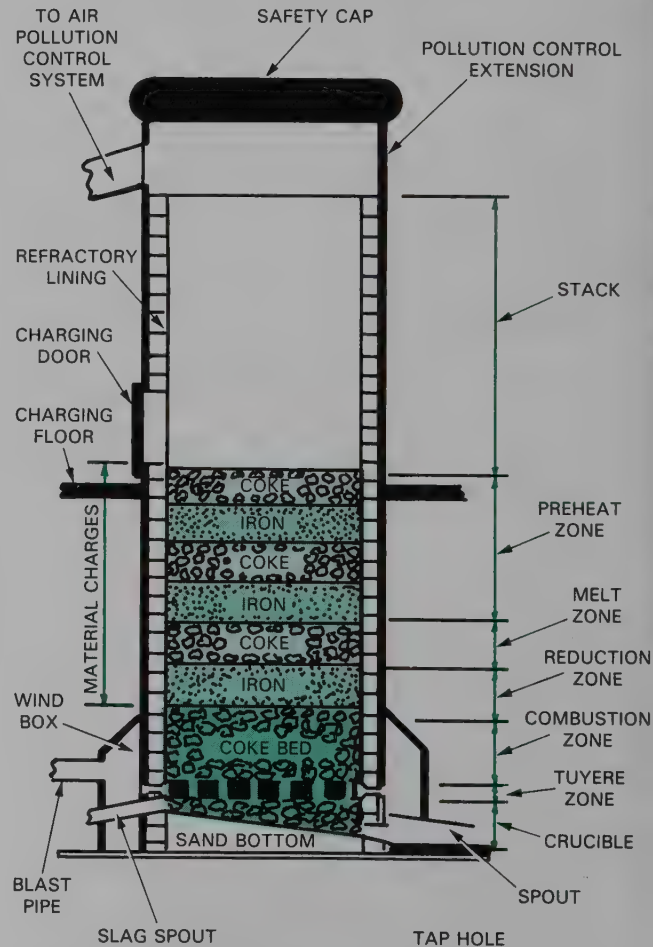 TO AIR
POLLUTION
CONTROL
SYSTEM
SAFETY CAP
POLLUTION CONTROL
EXTENSION
REFRACTORY
LINING
STACK
CHARGING
DOOR
CHARGING
FLOOR
MATERIAL CHARGES
COKE
IRON
COKE
IRON
COKE
IRON
COKE BED
PREHEAT
ZONE
MELT
ZONE
REDUCTION
ZONE
COMBUSTION
ZONE
TUYERE
ZONE
CRUCIBLE
WIND
BOX
SAND BOTTOM
BLAST
PIPE
SLAG SPOUT
SPOUT
TAP HOLE